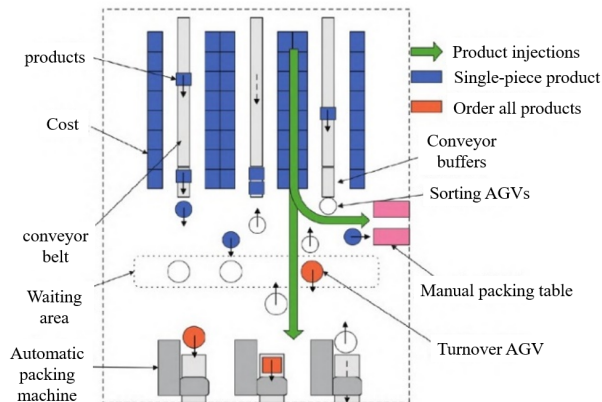 products
Cost
conveyor
belt
Waiting
area
Automatic
packing
machine
Product injections
Single-piece product
Order all products
Conveyor
buffers
Sorting AGVs
Manual packing table
Turnover AGV